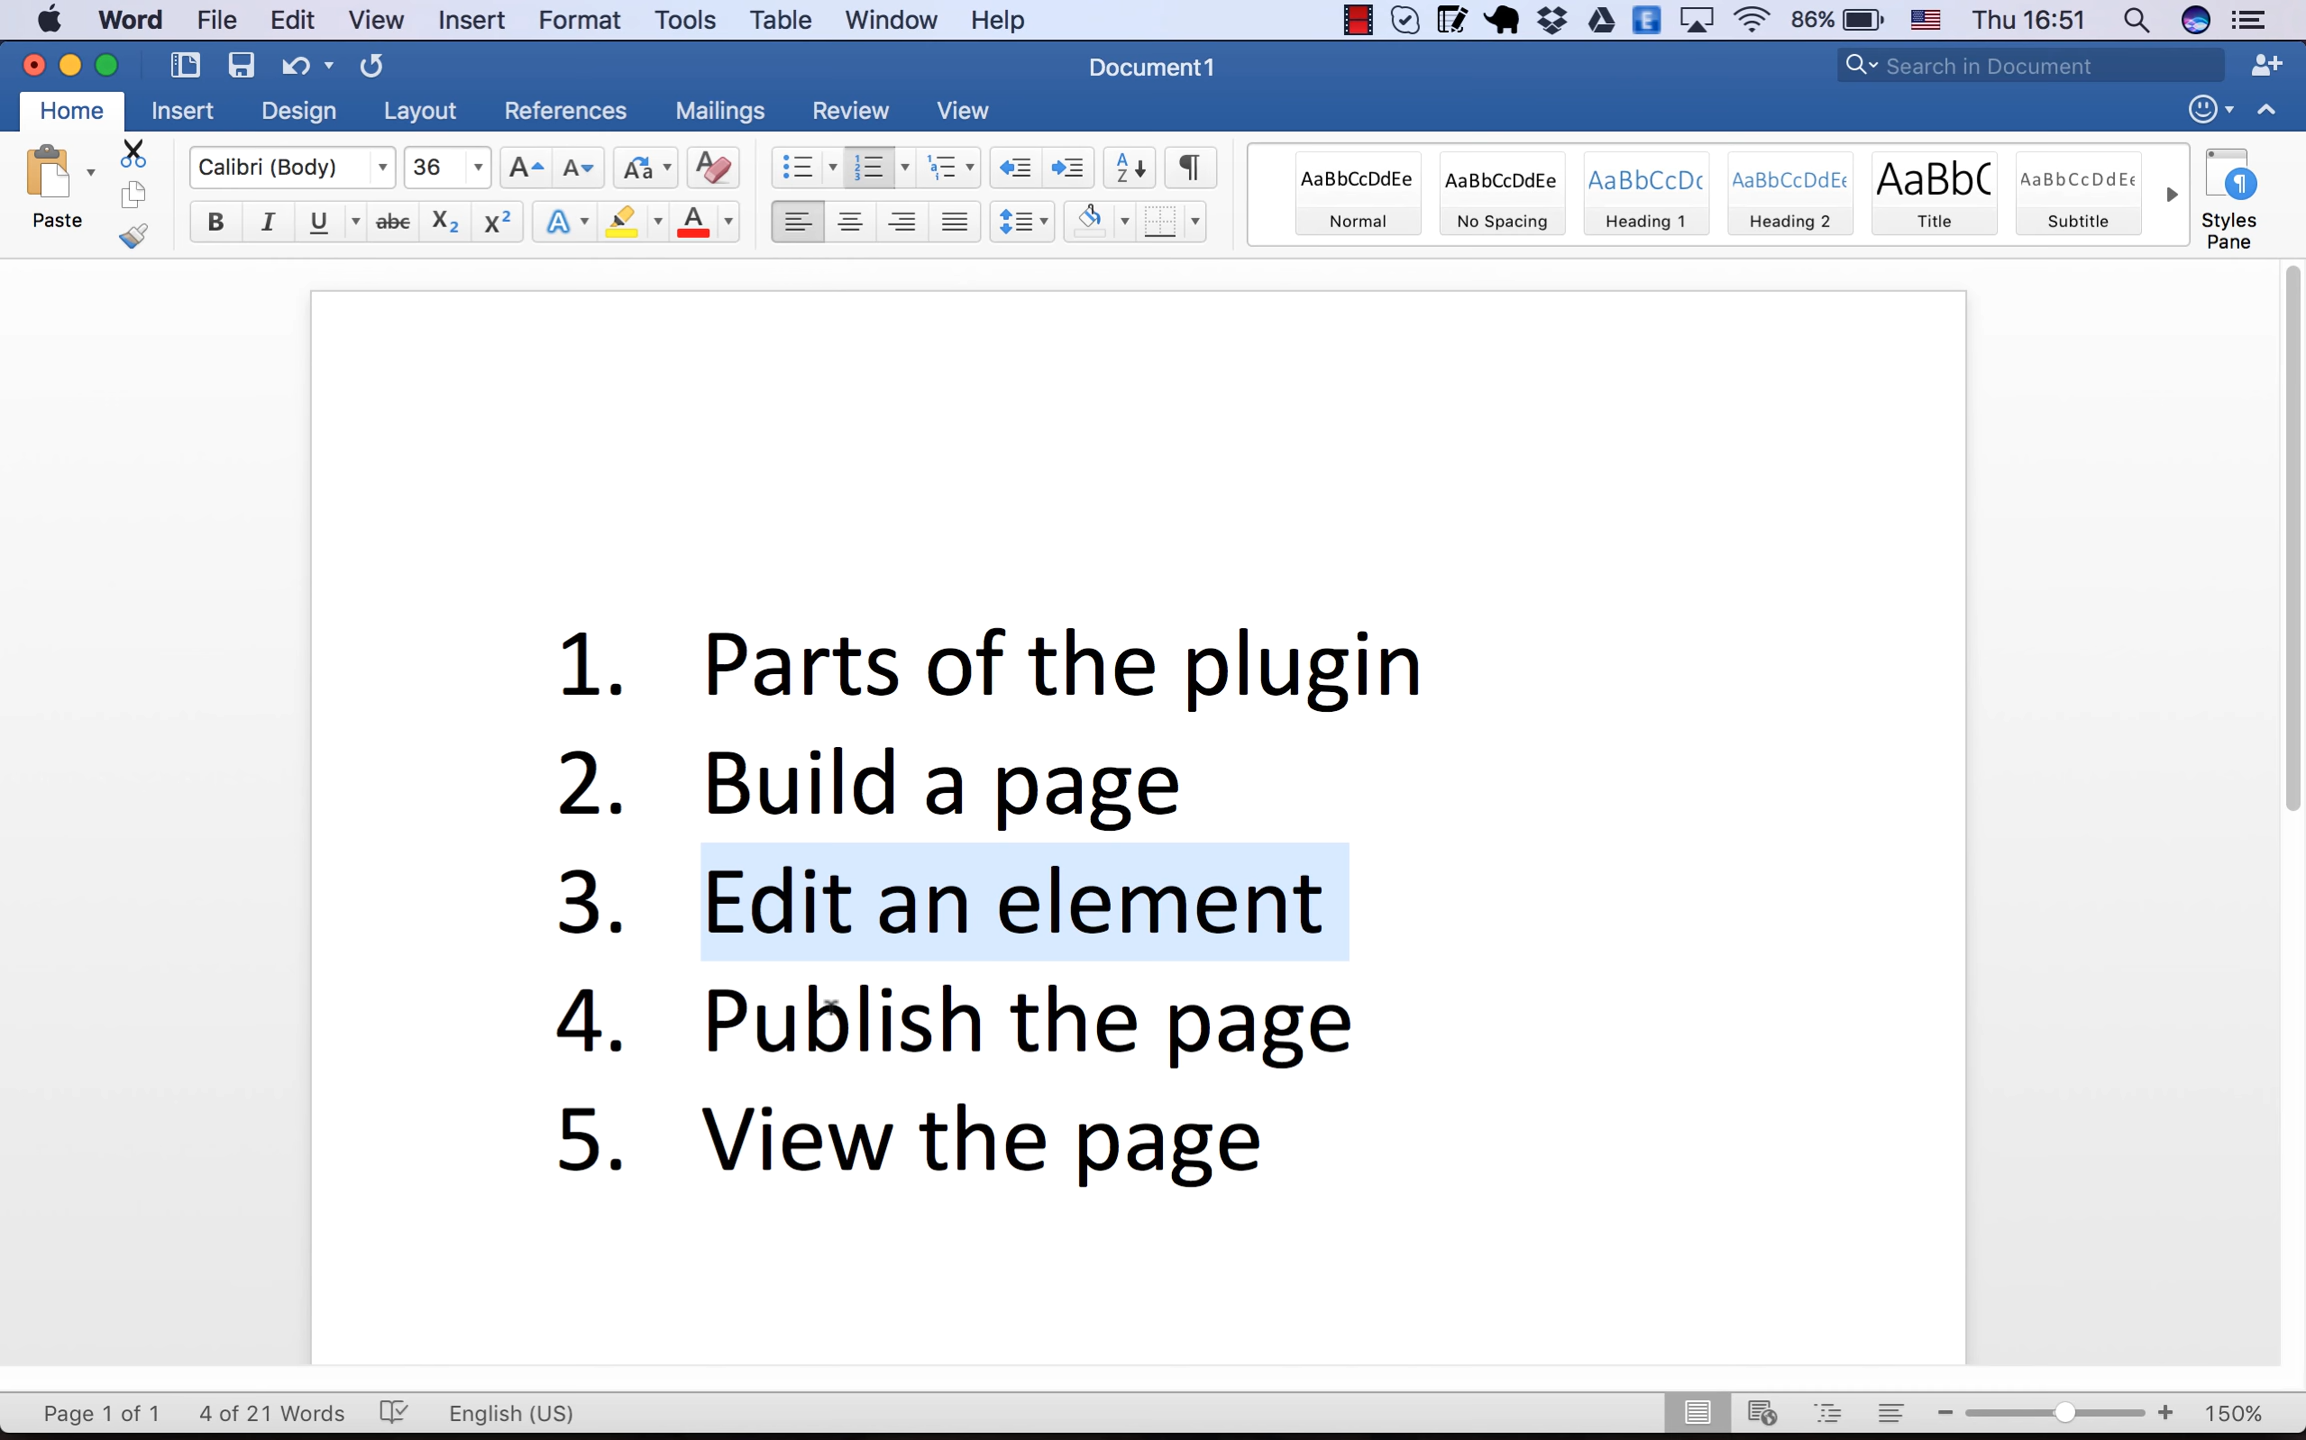 Word File Edit View Insert Format Tools Table Window Help E 86% Thu 16:51
Document1
Search in Document
Home Insert Design Layout References Mailings Review View
Paste
Calibri (Body) 36 A A Aa A
B I U abc X2 X2 A A
A Z ¶
AaBbCcDdEe AaBbCcDdEe AaBbCcDc AaBbCcDdEe AaBbC AaBbCcDdEe
Normal No Spacing Heading 1 Heading 2 Title Subtitle
Styles
Pane
1. Parts of the plugin
2. Build a page
3. Edit an element
4. Publish the page
5. View the page
Page 1 of 1 4 of 21 Words English (US) 150%